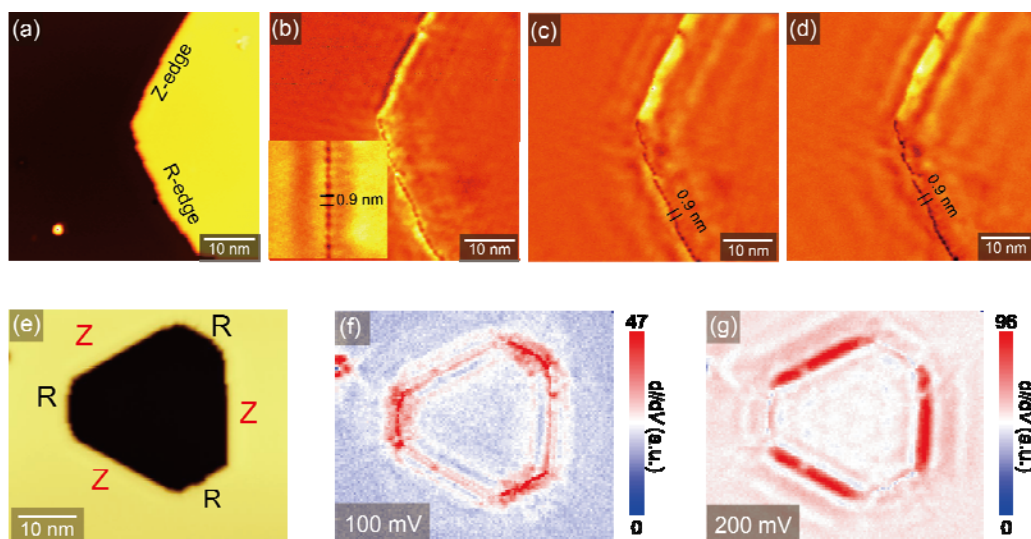 (a)
Z-edge
R-edge
10 nm
(b)
0.9 nm
10 nm
(c)
0.9 nm
10 nm
(d)
0.9 nm
10 nm
(e)
Z
R
R
Z
Z
R
10 nm
(f)
100 mV
47
dI/dV (a.u.)
0
(g)
200 mV
96
dI/dV (a.u.)
0